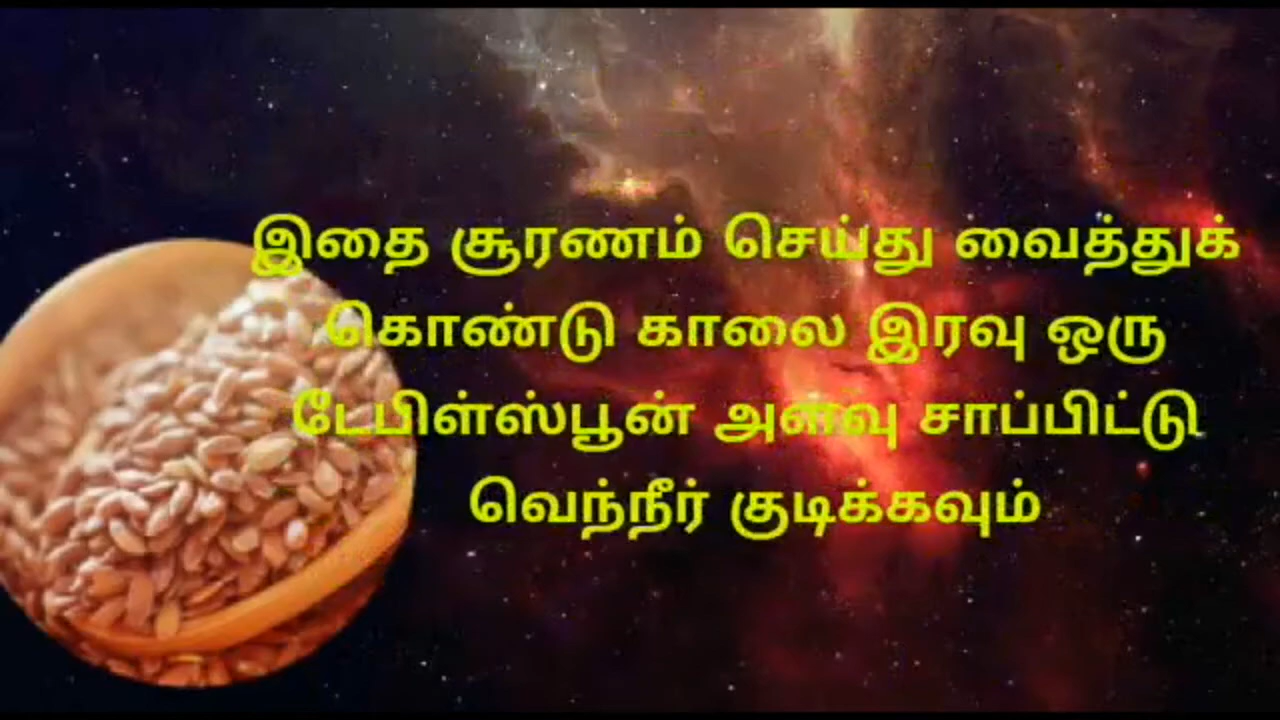 இதை சூரணம் செய்து வைத்துக்
கொண்டு காலை இரவு ஒரு
டேபிள்ஸ்பூன் அளவு சாப்பிட்டு
வெந்நீர் குடிக்கவும்